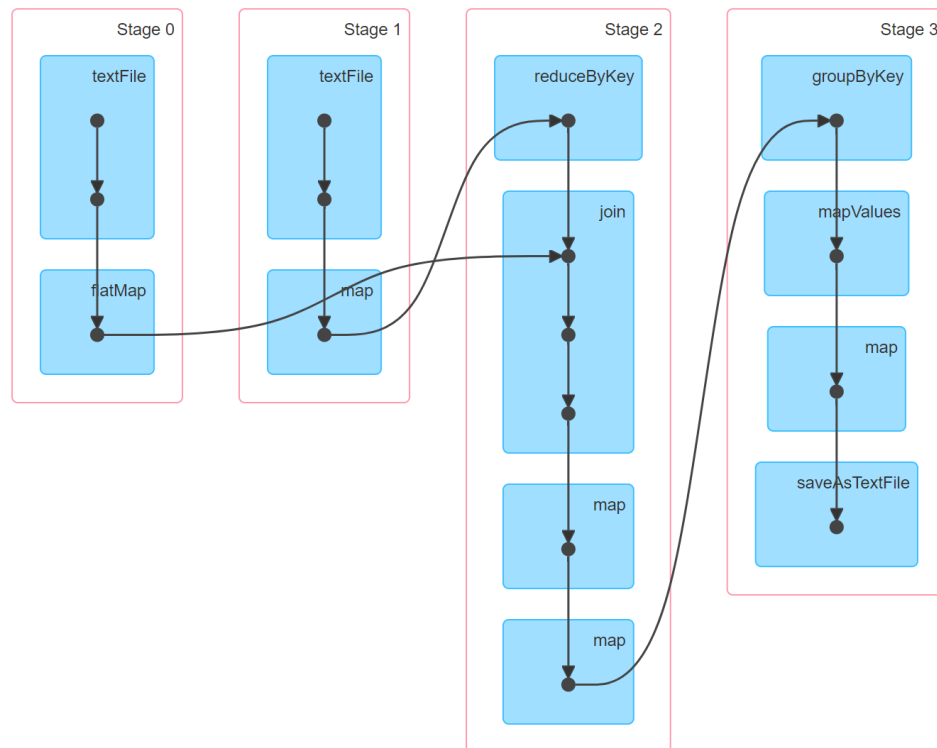 Stage 0
textFile
flatMap
Stage 1
textFile
map
Stage 2
reduceByKey
join
map
map
Stage 3
groupByKey
mapValues
map
saveAsTextFile